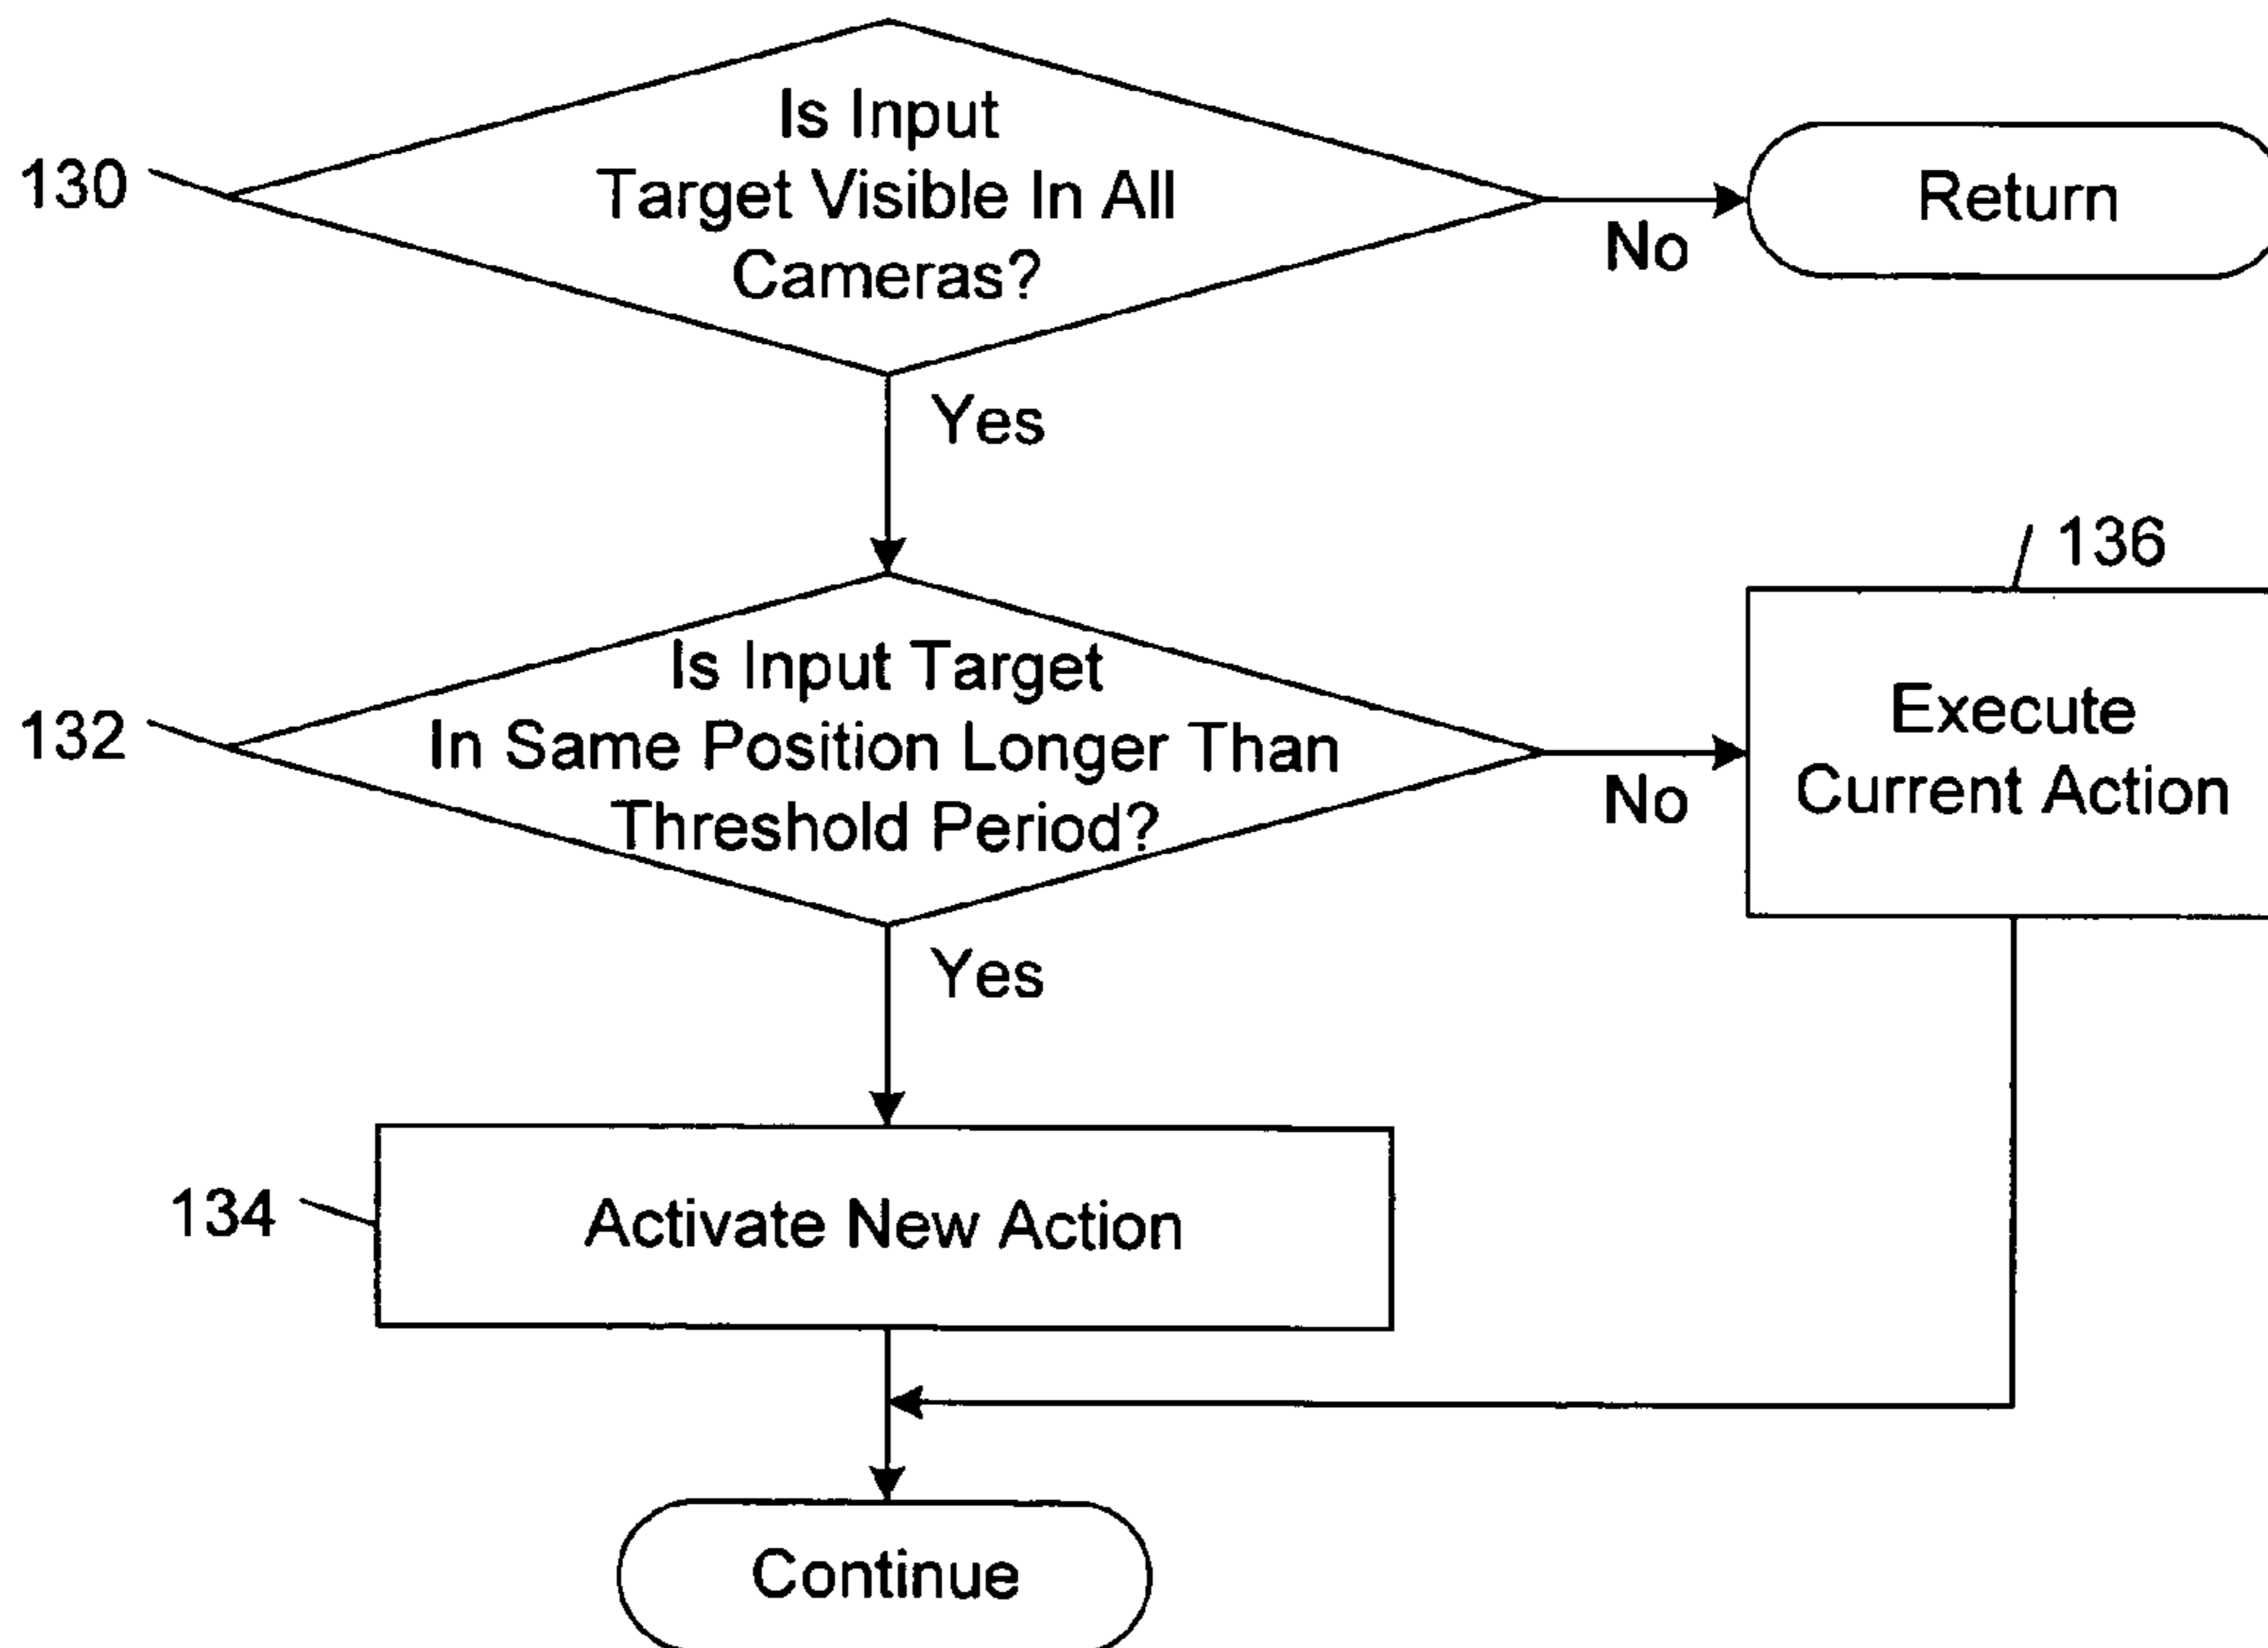 130
Is Input
Target Visible In All
Cameras?
No
Return
Yes
132
Is Input Target
In Same Position Longer Than
Threshold Period?
No
136
Execute
Current Action
Yes
134
Activate New Action
Continue